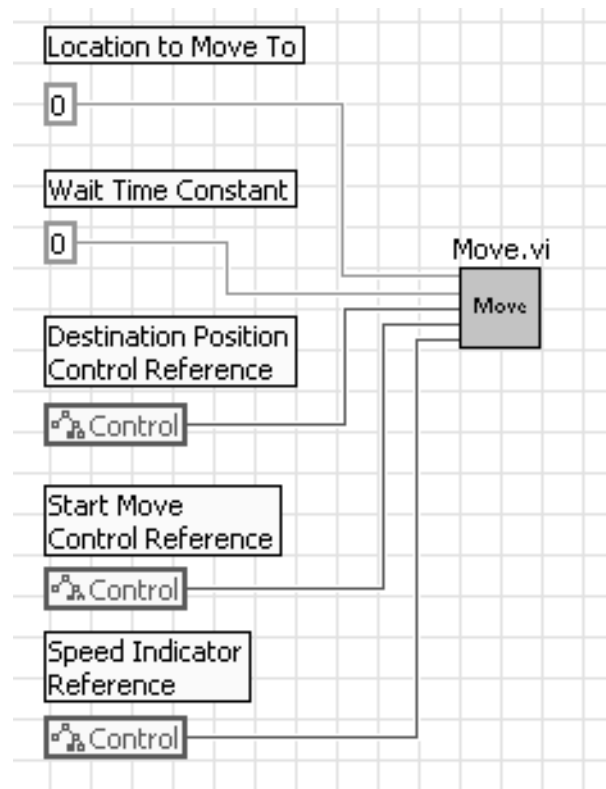 Location to Move To
0
Wait Time Constant
0
Move.vi
Move
Destination Position
Control Reference
Control
Start Move
Control Reference
Control
Speed Indicator
Reference
Control